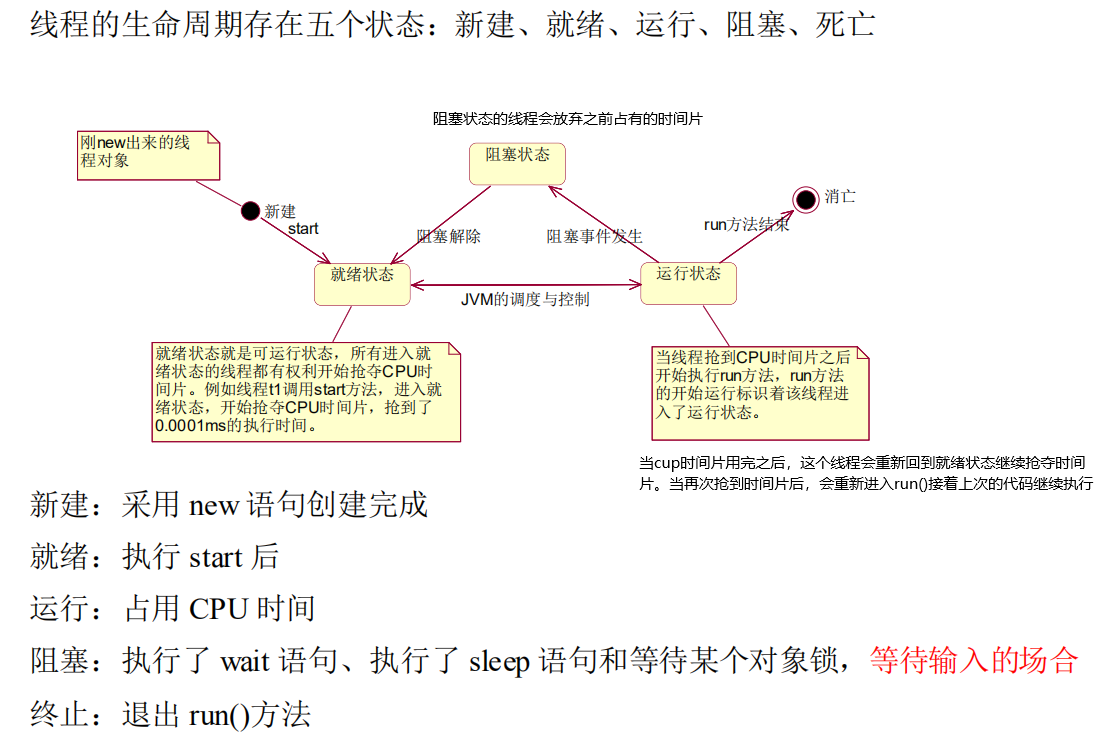 线程的生命周期存在五个状态：新建、就绪、运行、阻塞、死亡
阻塞状态的线程会放弃之前占有的时间片
刚new出来的线
程对象
阻塞状态
新建
消亡
start
阻塞解除
阻塞事件发生
run方法结束
就绪状态
运行状态
JVM的调度与控制
就绪状态就是可运行状态，所有进入就
绪状态的线程都有权利开始抢夺CPU时
间片。例如线程t1调用start方法，进入就
绪状态，开始抢夺CPU时间片，抢到了
0.0001ms的执行时间。
当线程抢到CPU时间片之后
开始执行run方法，run方法
的开始运行标识着该线程进
入了运行状态。
当cup时间片用完之后，这个线程会重新回到就绪状态继续抢夺时间
片。当再次抢到时间片后，会重新进入run()接着上次的代码继续执行
新建：采用 new 语句创建完成
就绪：执行 start 后
运行：占用 CPU 时间
阻塞：执行了 wait 语句、执行了 sleep 语句和等待某个对象锁，等待输入的场合
终止：退出 run()方法